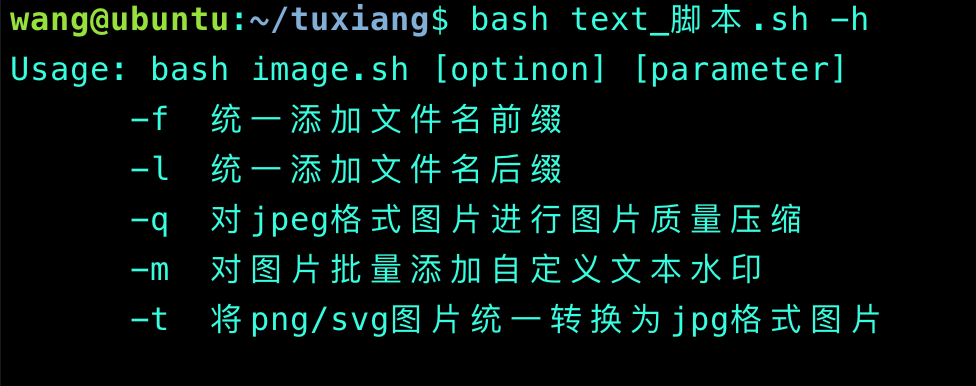 wang@ubuntu:~/tuxiang$ bash text_脚本.sh -h
Usage: bash image.sh [optinon] [parameter]
-f 统一添加文件名前缀
-l 统一添加文件名后缀
-q 对jpeg格式图片进行图片质量压缩
-m 对图片批量添加自定义文本水印
-t 将png/svg图片统一转换为jpg格式图片